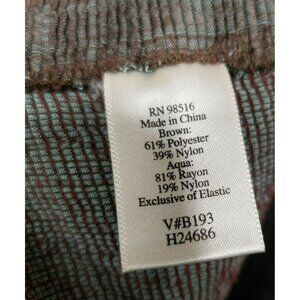 RN 98516
Made in China
Brown:
61% Polyester
39% Nylon
Aqua:
81% Rayon
19% Nylon
Exclusive of Elastic
V#B193
H24686